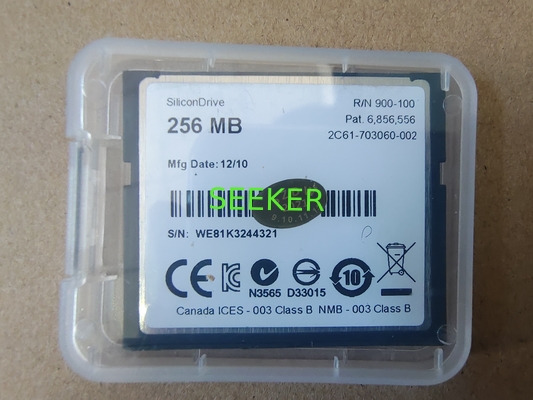 SiliconDrive
R/N 900-100
256 MB
Pat. 6,856,556
2C61-703060-002
Mfg Date: 12/10
SEEKER
S/N: WE81K3244321
CE
N3565
D33015
10
Canada ICES - 003 Class B NMB - 003 Class B